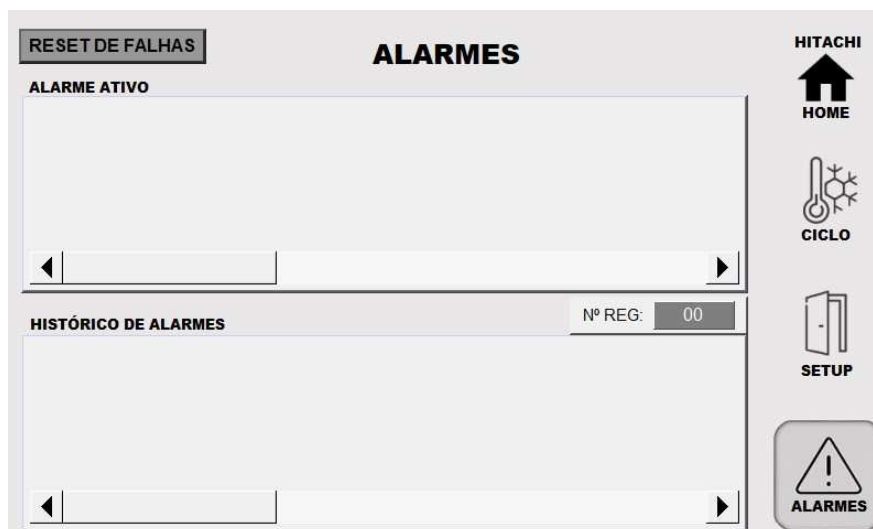 RESET DE FALHAS
ALARMES
HITACHI
ALARME ATIVO
HOME
CICLO
HISTÓRICO DE ALARMES
Nº REG:
00
SETUP
ALARMES